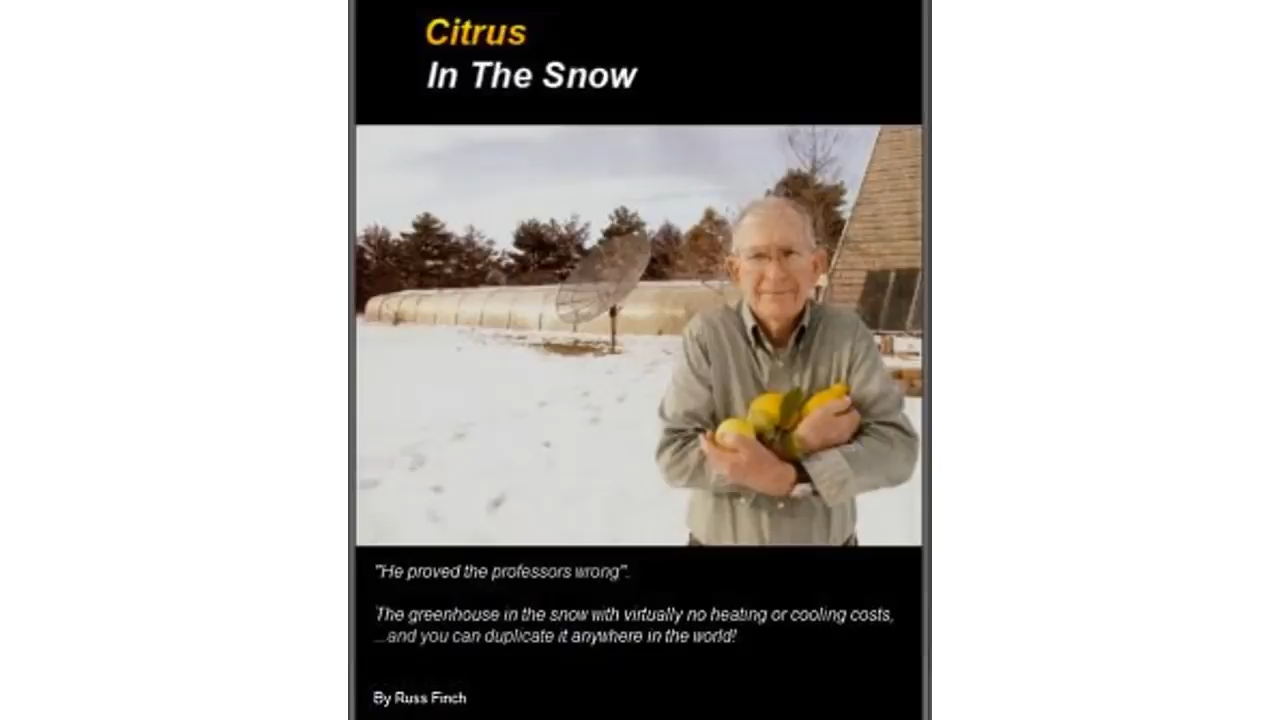 Citrus
In The Snow
"He proved the professors wrong".
The greenhouse in the snow with virtually no heating or cooling costs,
...and you can duplicate it anywhere in the world!
By Russ Finch